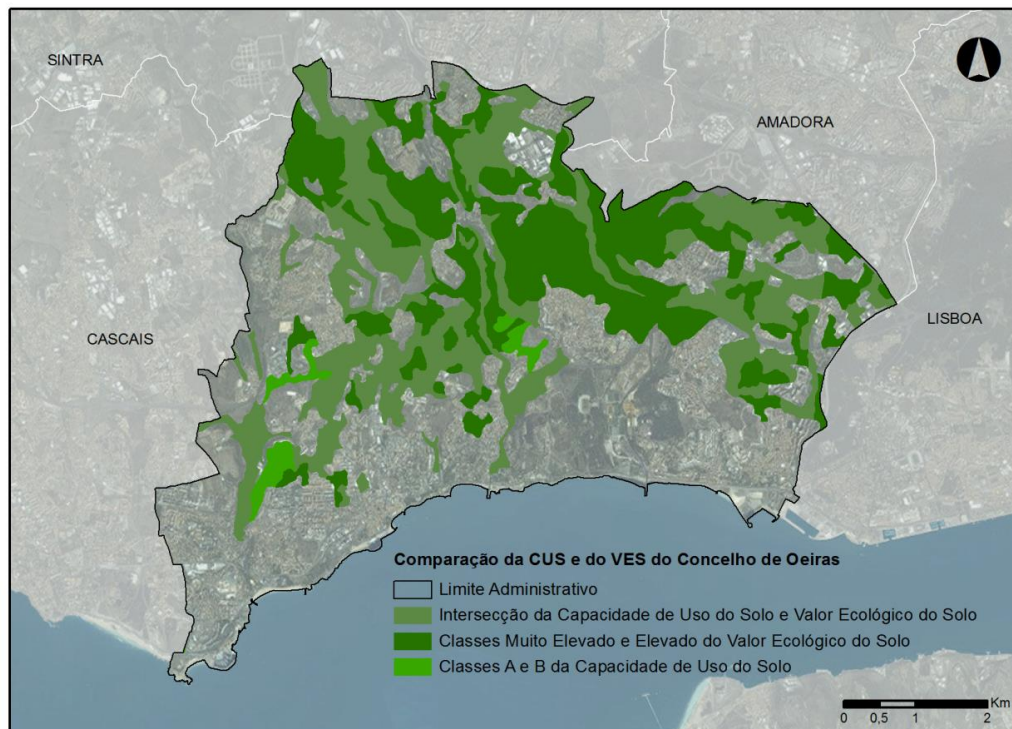 SINTRA
AMADORA
CASCAIS
LISBOA
Comparação da CUS e do VES do Concelho de Oeiras
Limite Administrativo
Intersecção da Capacidade de Uso do Solo e Valor Ecológico do Solo
Classes Muito Elevado e Elevado do Valor Ecológico do Solo
Classes A e B da Capacidade de Uso do Solo
Km
0 0,5 1 2